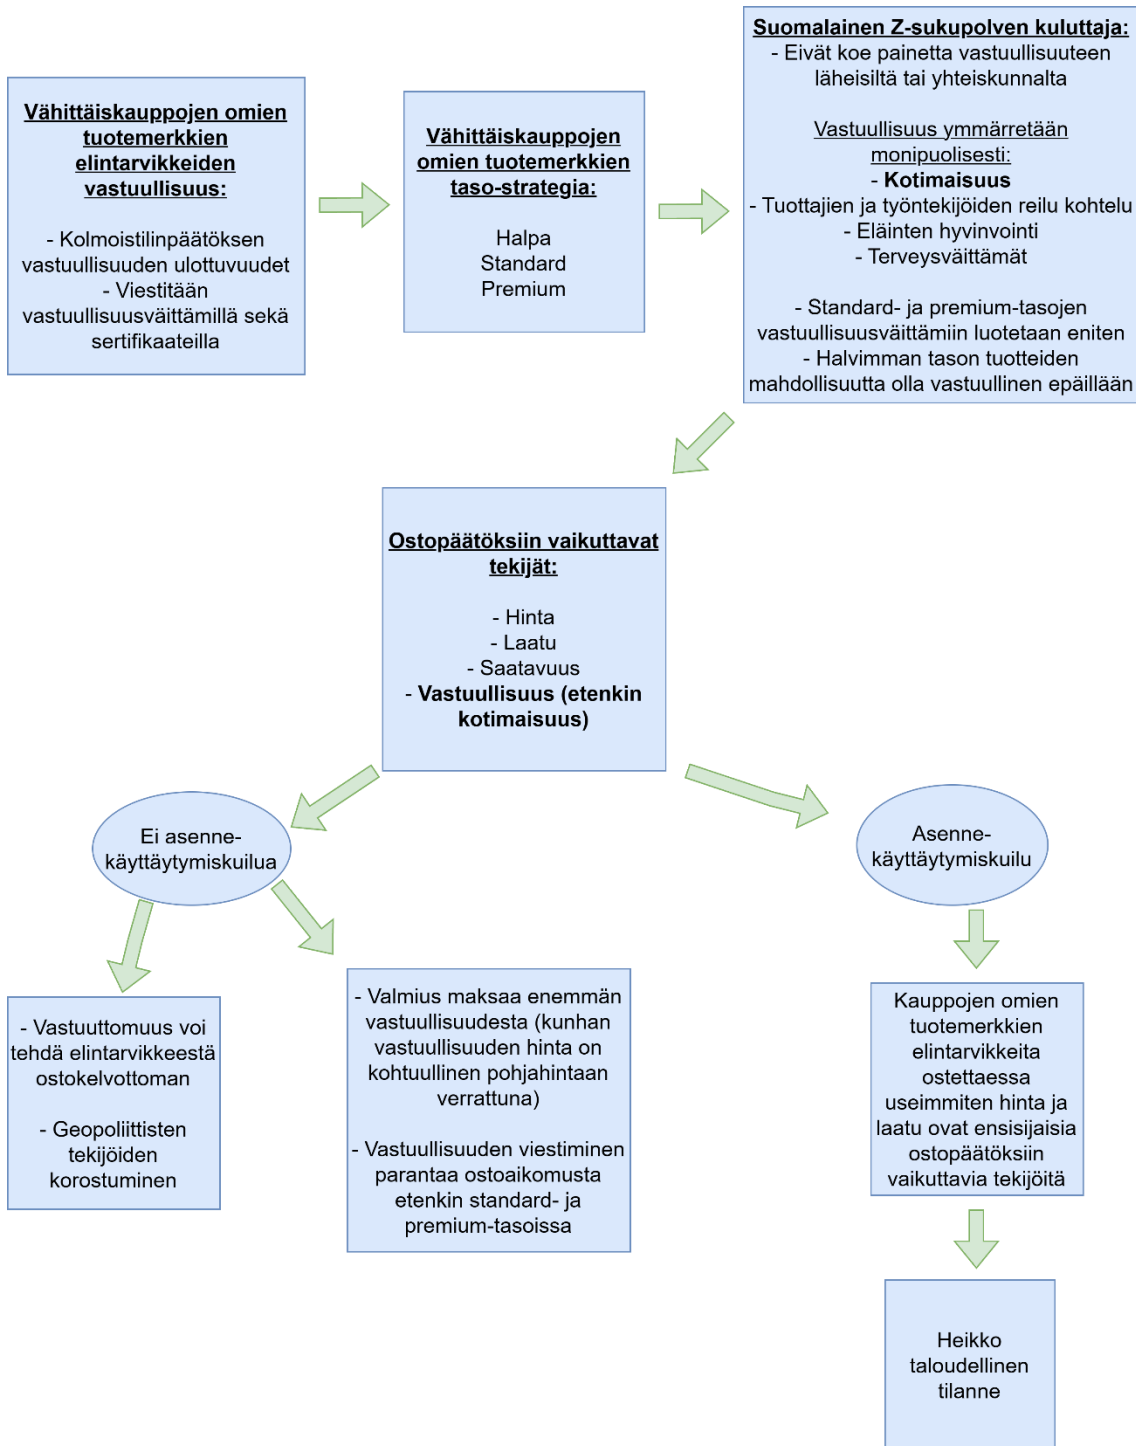 Vähittäiskauppojen omien
tuotemerkkien
elintarvikkeiden
vastuullisuus:
- Kolmoistilinpäätöksen
vastuullisuuden ulottuvuudet
- Viestitään
vastuullisuusväittämillä sekä
sertifikaateilla
Vähittäiskauppojen
omien tuotemerkkien
taso-strategia:
Halpa
Standard
Premium
Suomalainen Z-sukupolven kuluttaja:
- Eivät koe painetta vastuullisuuteen
läheisiltä tai yhteiskunnalta
Vastuullisuus ymmärretään
monipuolisesti:
- Kotimaisuus
- Tuottajien ja työntekijöiden reilu kohtelu
- Eläinten hyvinvointi
- Terveysväittämät
- Standard- ja premium-tasojen
vastuullisuusväittämiin luotetaan eniten
- Halvimman tason tuotteiden
mahdollisuutta olla vastuullinen epäillään
Ostopäätöksiin vaikuttavat
tekijät:
- Hinta
- Laatu
- Saatavuus
- Vastuullisuus (etenkin
kotimaisuus)
Ei asenne-
käyttäytymiskuilua
Asenne-
käyttäytymiskuilu
- Vastuuttomuus voi
tehdä elintarvikkeestä
ostokelvottoman
- Geopoliittisten
tekijöiden
korostuminen
- Valmius maksaa enemmän
vastuullisuudesta (kunhan
vastuullisuuden hinta on
kohtuullinen pohjahintaan
verrattuna)
- Vastuullisuuden viestiminen
parantaa ostoaikomusta
etenkin standard- ja
premium-tasoissa
Kauppojen omien
tuotemerkkien
elintarvikkeita
ostettaessa
useimmiten hinta ja
laatu ovat ensisijaisia
ostopäätöksiin
vaikuttavia tekijöitä
Heikko
taloudellinen
tilanne